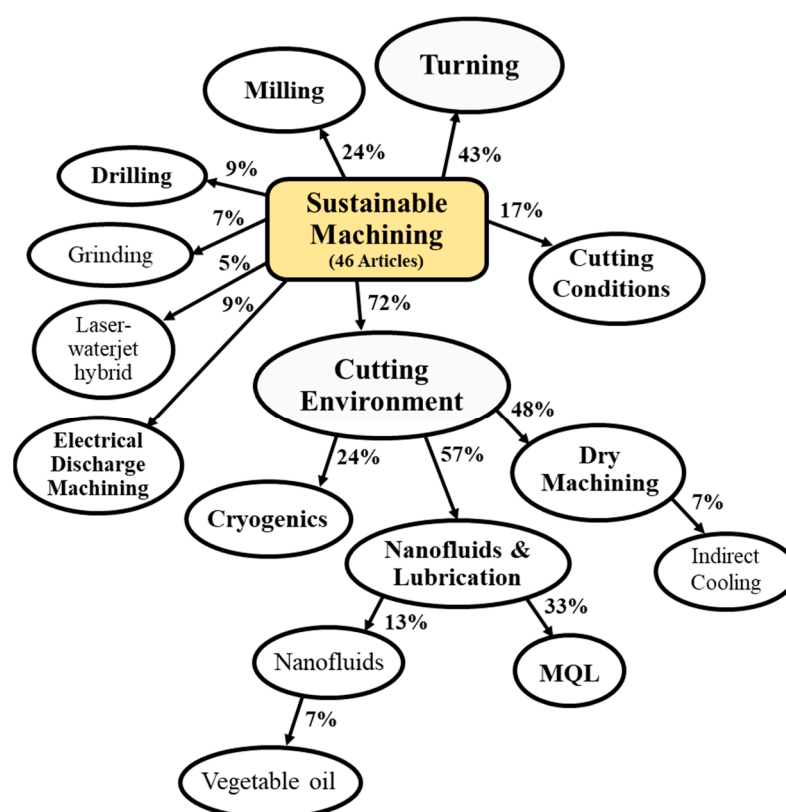 Turning
Milling
24%
43%
9%
Drilling
Sustainable
Machining
(46 Articles)
7%
17%
Grinding
5%
Cutting
Conditions
9%
72%
Laser-
waterjet
hybrid
Cutting
Environment
48%
Electrical
Discharge
Machining
24%
57%
Dry
Machining
7%
Cryogenics
Nanofluids &
Lubrication
Indirect
Cooling
13%
33%
Nanofluids
MQL
7%
Vegetable oil